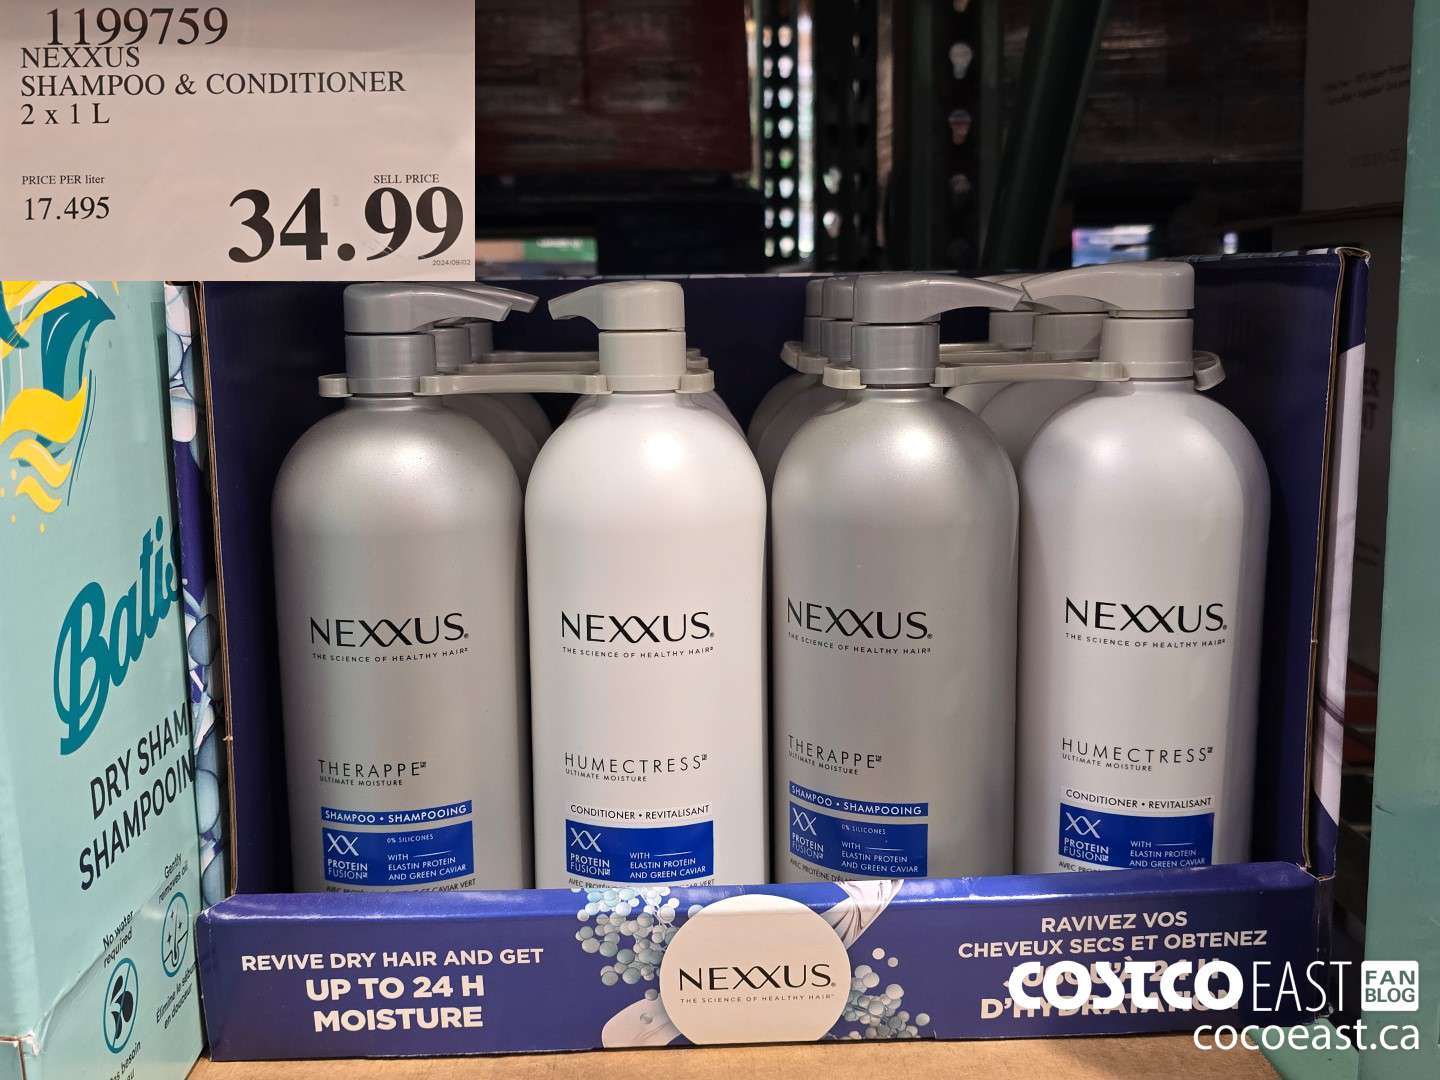 1199759
NEXXUS
SHAMPOO & CONDITIONER
2 x 1 L
PRICE PER liter
17.495
SELL PRICE
34.99
2024/09/02
Batis
DRY SHAM
SHAMPOOIN
No water
required
Gently
removes oil
NEXXUS®
THE SCIENCE OF HEALTHY HAIR®
THERAPPE
ULTIMATE MOISTURE
SHAMPOO • SHAMPOOING
XX
PROTEIN
FUSION
0% SILICONES
WITH
ELASTIN PROTEIN
AND GREEN CAVIAR
NEXXUS®
THE SCIENCE OF HEALTHY HAIR®
HUMECTRESS
ULTIMATE MOISTURE
CONDITIONER • REVITALISANT
XX
PROTEIN
FUSION
WITH
ELASTIN PROTEIN
AND GREEN CAVIAR
NEXXUS®
THE SCIENCE OF HEALTHY HAIR®
THERAPPE
ULTIMATE MOISTURE
SHAMPOO • SHAMPOOING
XX
PROTEIN
FUSION
0% SILICONES
WITH
ELASTIN PROTEIN
AND GREEN CAVIAR
NEXXUS®
THE SCIENCE OF HEALTHY HAIR®
HUMECTRESS
ULTIMATE MOISTURE
CONDITIONER • REVITALISANT
XX
PROTEIN
FUSION
WITH
ELASTIN PROTEIN
AND GREEN CAVIAR
REVIVE DRY HAIR AND GET
UP TO 24 H
MOISTURE
NEXXUS®
THE SCIENCE OF HEALTHY HAIR®
RAVIVEZ VOS
CHEVEUX SECS ET OBTENEZ
JUSQU'À 24 H
D'HYDRATATION
COSTCO EAST FAN BLOG
cocoeast.ca